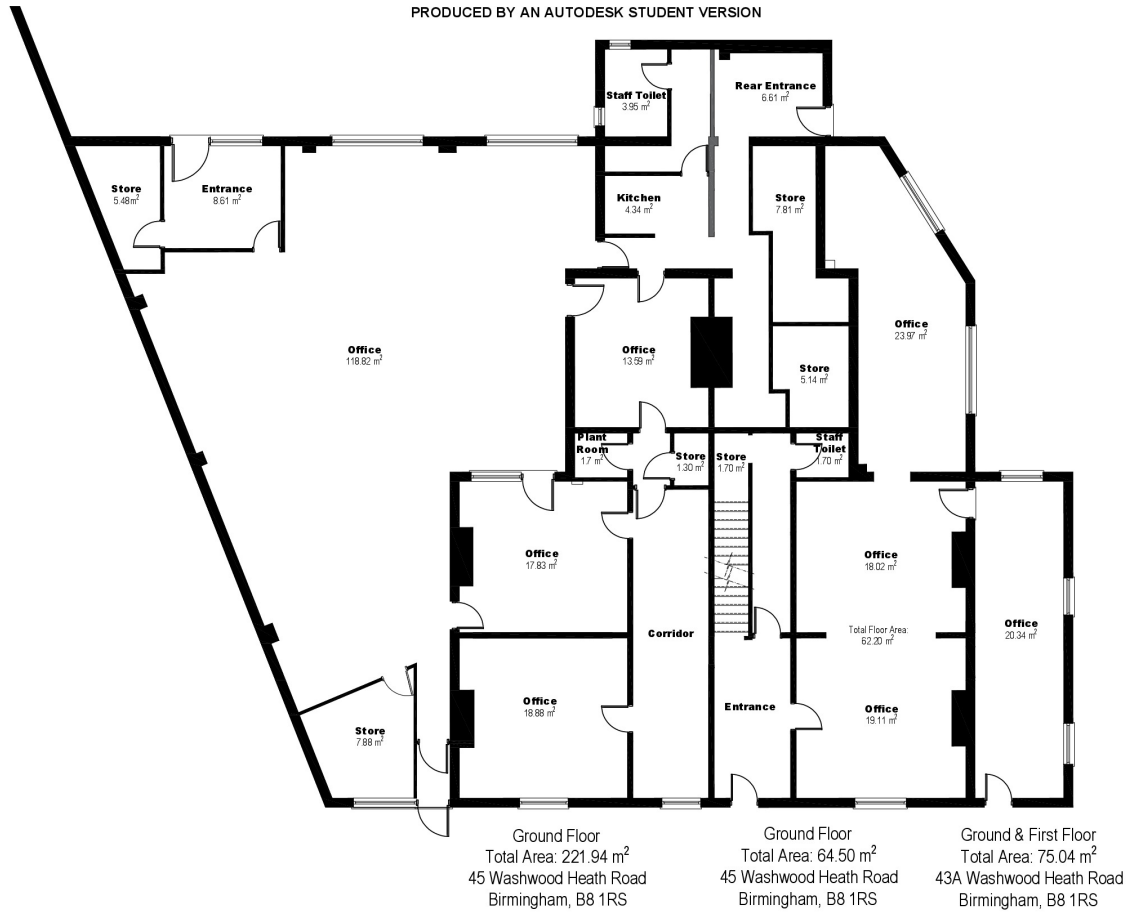 PRODUCED BY AN AUTODESK STUDENT VERSION
Staff Toilet
3.95 m²
Rear Entrance
6.61 m²
Store
5.48m²
Entrance
8.61 m²
Kitchen
4.34 m²
Store
7.81 m²
Office
118.82 m²
Office
13.59 m²
Office
23.97 m²
Store
5.14 m²
Plant
Room
1.7 m²
Store
1.30 m²
Store
1.70 m²
Staff
Toilet
1.70 m²
Office
17.83 m²
Office
18.02 m²
Corridor
Total Floor Area:
62.20 m²
Office
20.34 m²
Office
18.88 m²
Entrance
Office
19.11 m²
Store
7.88 m²
Ground Floor
Total Area: 221.94 m²
45 Washwood Heath Road
Birmingham, B8 1RS
Ground Floor
Total Area: 64.50 m²
45 Washwood Heath Road
Birmingham, B8 1RS
Ground & First Floor
Total Area: 75.04 m²
43A Washwood Heath Road
Birmingham, B8 1RS